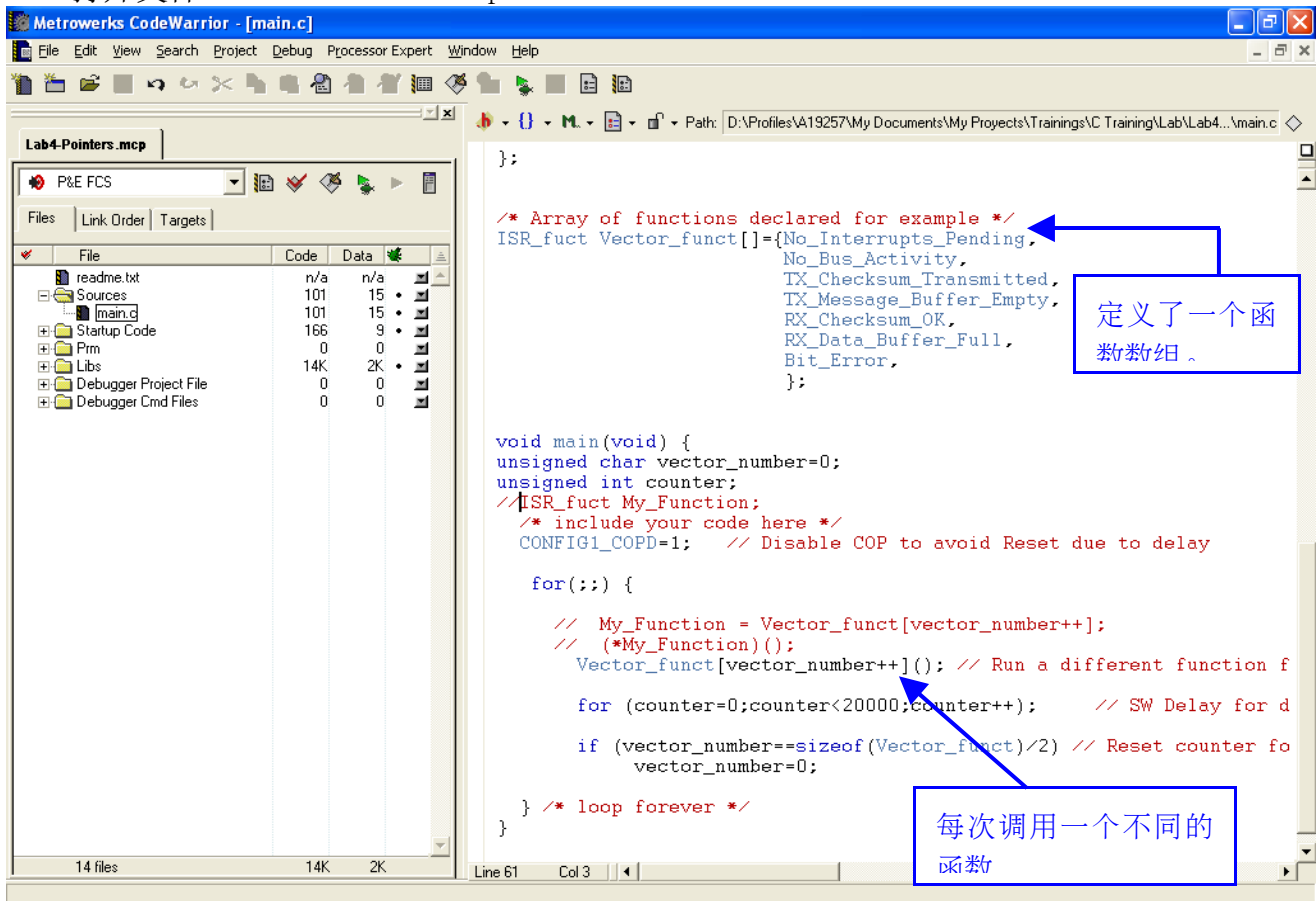 Metrowerks CodeWarrior - [main.c]
File Edit View Search Project Debug Processor Expert Window Help
Path: D:\Profiles\A19257\My Documents\My Proyects\Trainings\C Training\Lab\Lab4...\main.c
Lab4-Pointers.mcp
P&E FCS
Files Link Order Targets
File Code Data
readme.txt n/a n/a
Sources 101 15
main.c 101 15
Startup Code 166 9
Prm 0 0
Libs 14K 2K
Debugger Project File 0 0
Debugger Cmd Files 0 0
14 files 14K 2K
};
/* Array of functions declared for example */
ISR_fuct Vector_funct[]={No_Interrupts_Pending,
No_Bus_Activity,
TX_Checksum_Transmitted,
TX_Message_Buffer_Empty,
RX_Checksum_OK,
RX_Data_Buffer_Full,
Bit_Error,
};
定义了一个函
数数组。
void main(void) {
unsigned char vector_number=0;
unsigned int counter;
//ISR_fuct My_Function;
/* include your code here */
CONFIG1_COPD=1; // Disable COP to avoid Reset due to delay
for(;;) {
// My_Function = Vector_funct[vector_number++];
// (*My_Function)();
Vector_funct[vector_number++](); // Run a different function f
for (counter=0;counter<20000;counter++); // SW Delay for d
if (vector_number==sizeof(Vector_funct)/2) // Reset counter fo
vector_number=0;
} /* loop forever */
}
每次调用一个不同的
函数
Line 61 Col 3